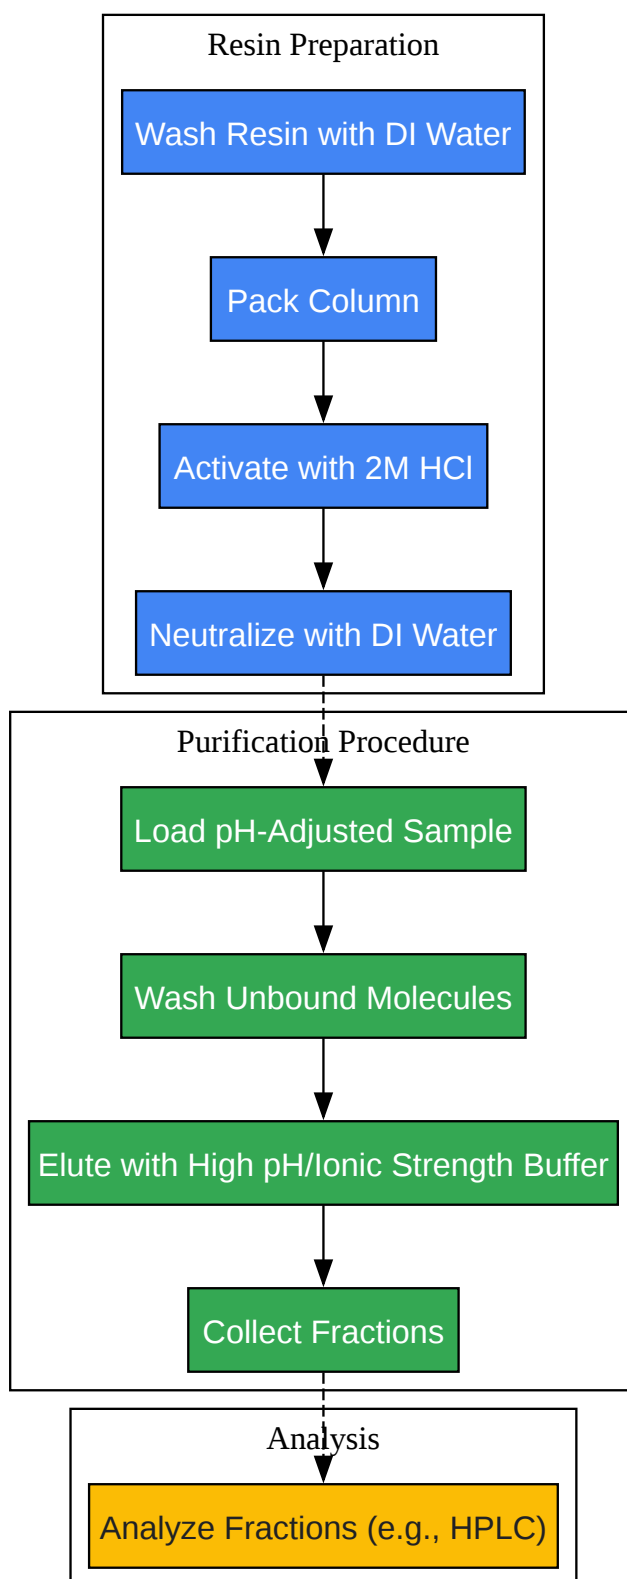 Resin Preparation
Wash Resin with DI Water
Pack Column
Activate with 2M HCl
Neutralize with DI Water
Purification Procedure
Load pH-Adjusted Sample
Wash Unbound Molecules
Elute with High pH/Ionic Strength Buffer
Collect Fractions
Analysis
Analyze Fractions (e.g., HPLC)